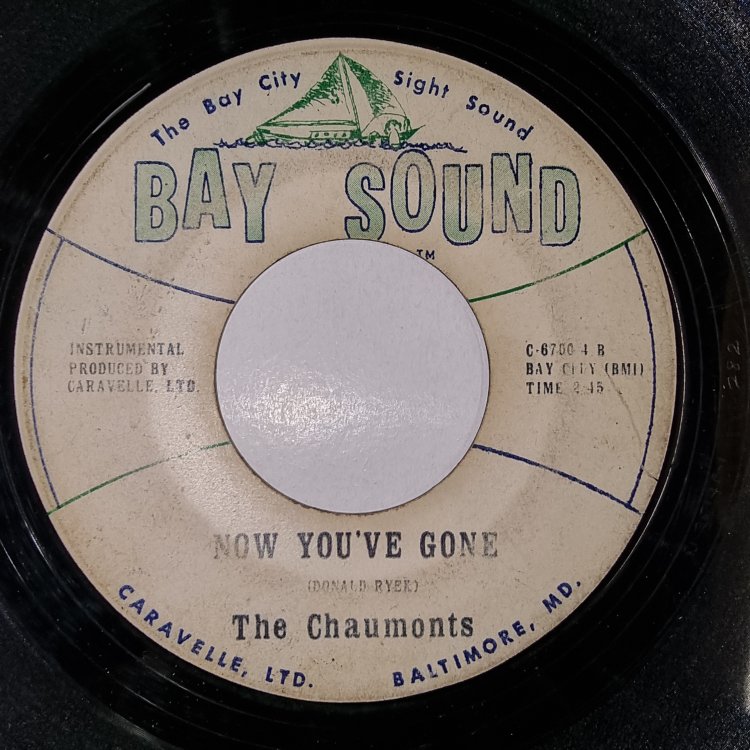 The Bay City Sight Sound
BAY SOUND
TM
INSTRUMENTAL
PRODUCED BY
CARAVELLE, LTD.
C-6700 4 B
BAY CITY (BMI)
TIME 2:45
NOW YOU'VE GONE
(DONALD RYER)
The Chaumonts
CARAVELLE, LTD. BALTIMORE, MD.